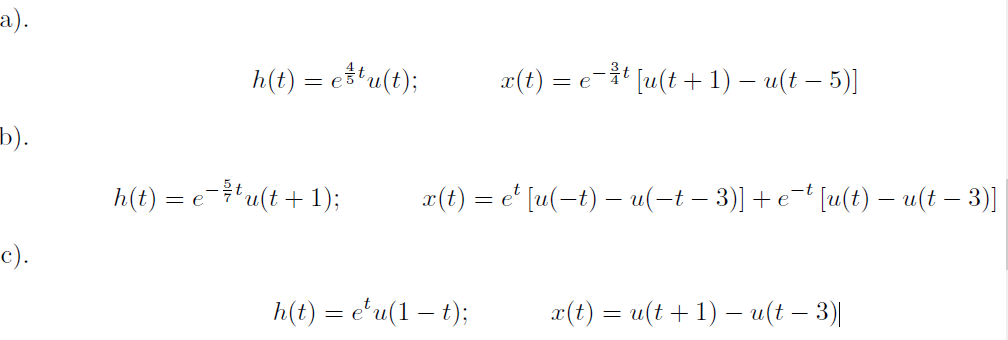 a).
h(t) = e^{\frac{4}{5}t}u(t); x(t) = e^{-\frac{3}{4}t} [u(t + 1) − u(t − 5)]
b).
h(t) = e^{-\frac{5}{7}t}u(t + 1); x(t) = e^{t} [u(−t) − u(−t − 3)] + e^{−t} [u(t) − u(t − 3)]
c).
h(t) = e^{t}u(1 − t); x(t) = u(t + 1) − u(t − 3)